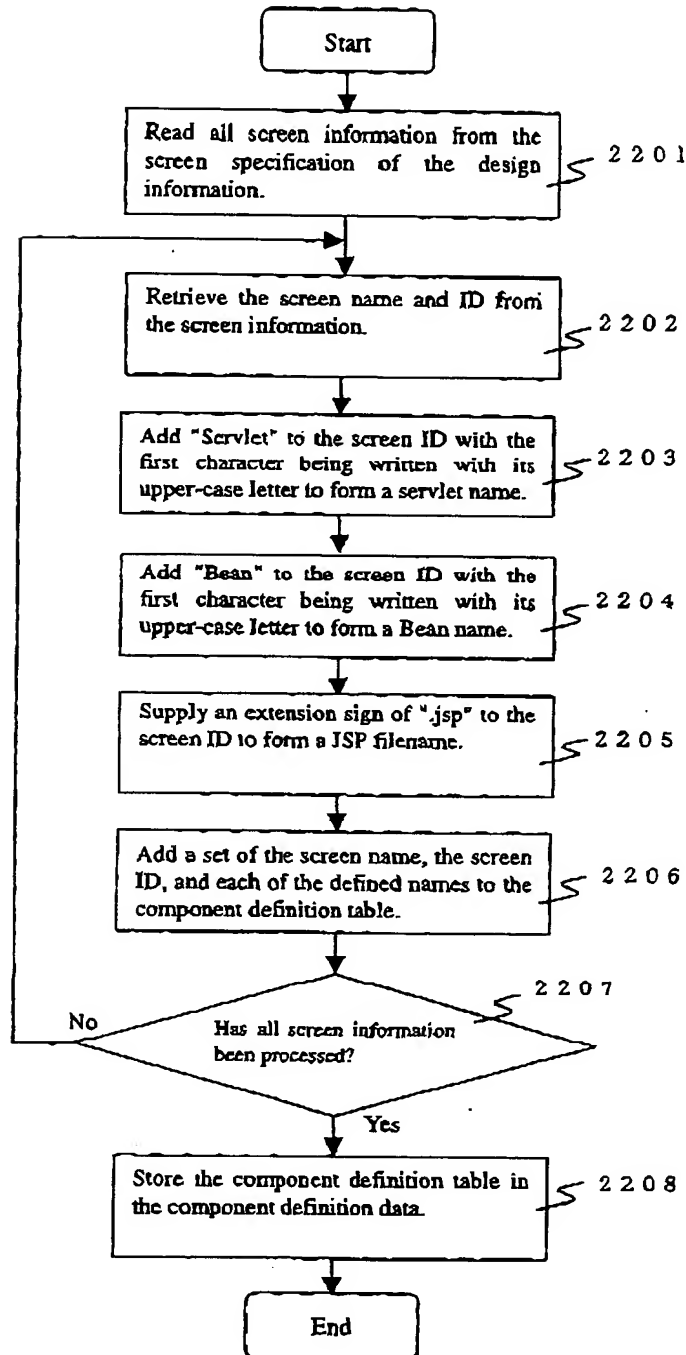 Start
Read all screen information from the
screen specification of the design
information.
2201
Retrieve the screen name and ID from
the screen information.
2202
Add "Servlet" to the screen ID with the
first character being written with its
upper-case letter to form a servlet name.
2203
Add "Bean" to the screen ID with the
first character being written with its
upper-case letter to form a Bean name.
2204
Supply an extension sign of ".jsp" to the
screen ID to form a JSP filename.
2205
Add a set of the screen name, the screen
ID, and each of the defined names to the
component definition table.
2206
2207
No
Has all screen information
been processed?
Yes
Store the component definition table in
the component definition data.
2208
End